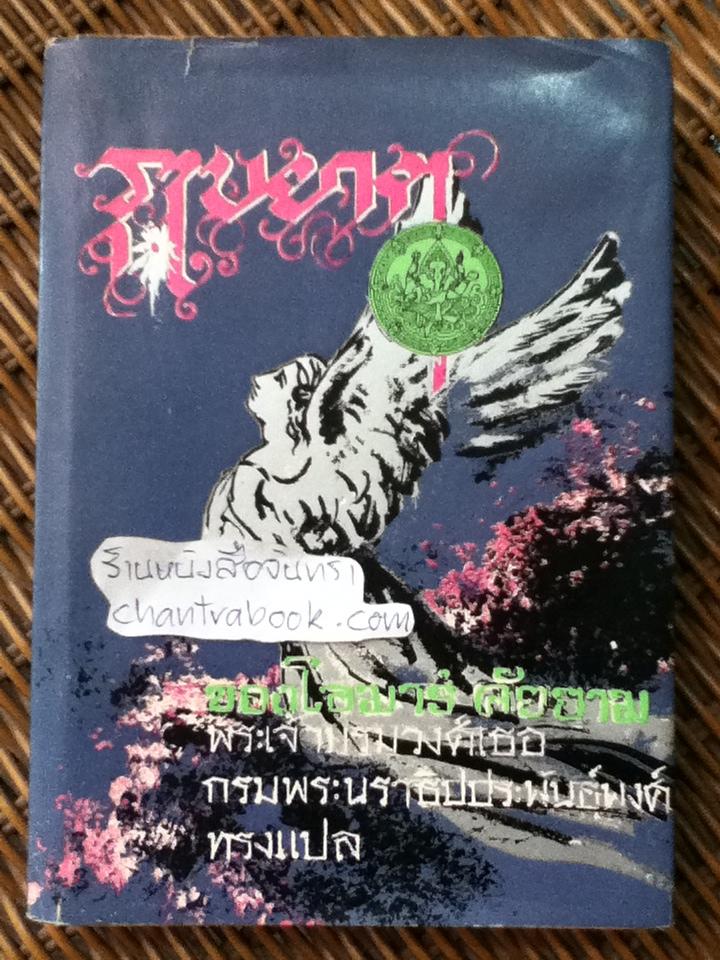 รุไบยาต
ร้านหนังสือจันทรา
chantrabook.com
ของโอมาร์ คัยยาม
พระเจ้าบรมวงศ์เธอ
กรมพระนราธิปประพันธ์พงศ์
ทรงแปล